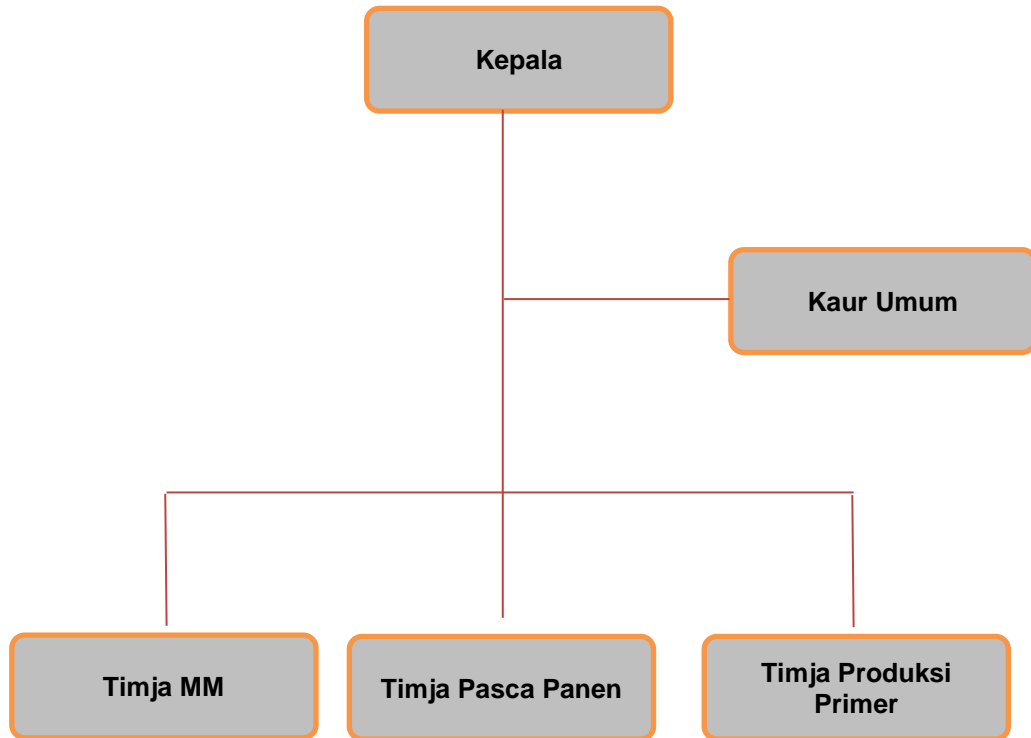 Kepala
Kaur Umum
Timja MM
Timja Pasca Panen
Timja Produksi
Primer